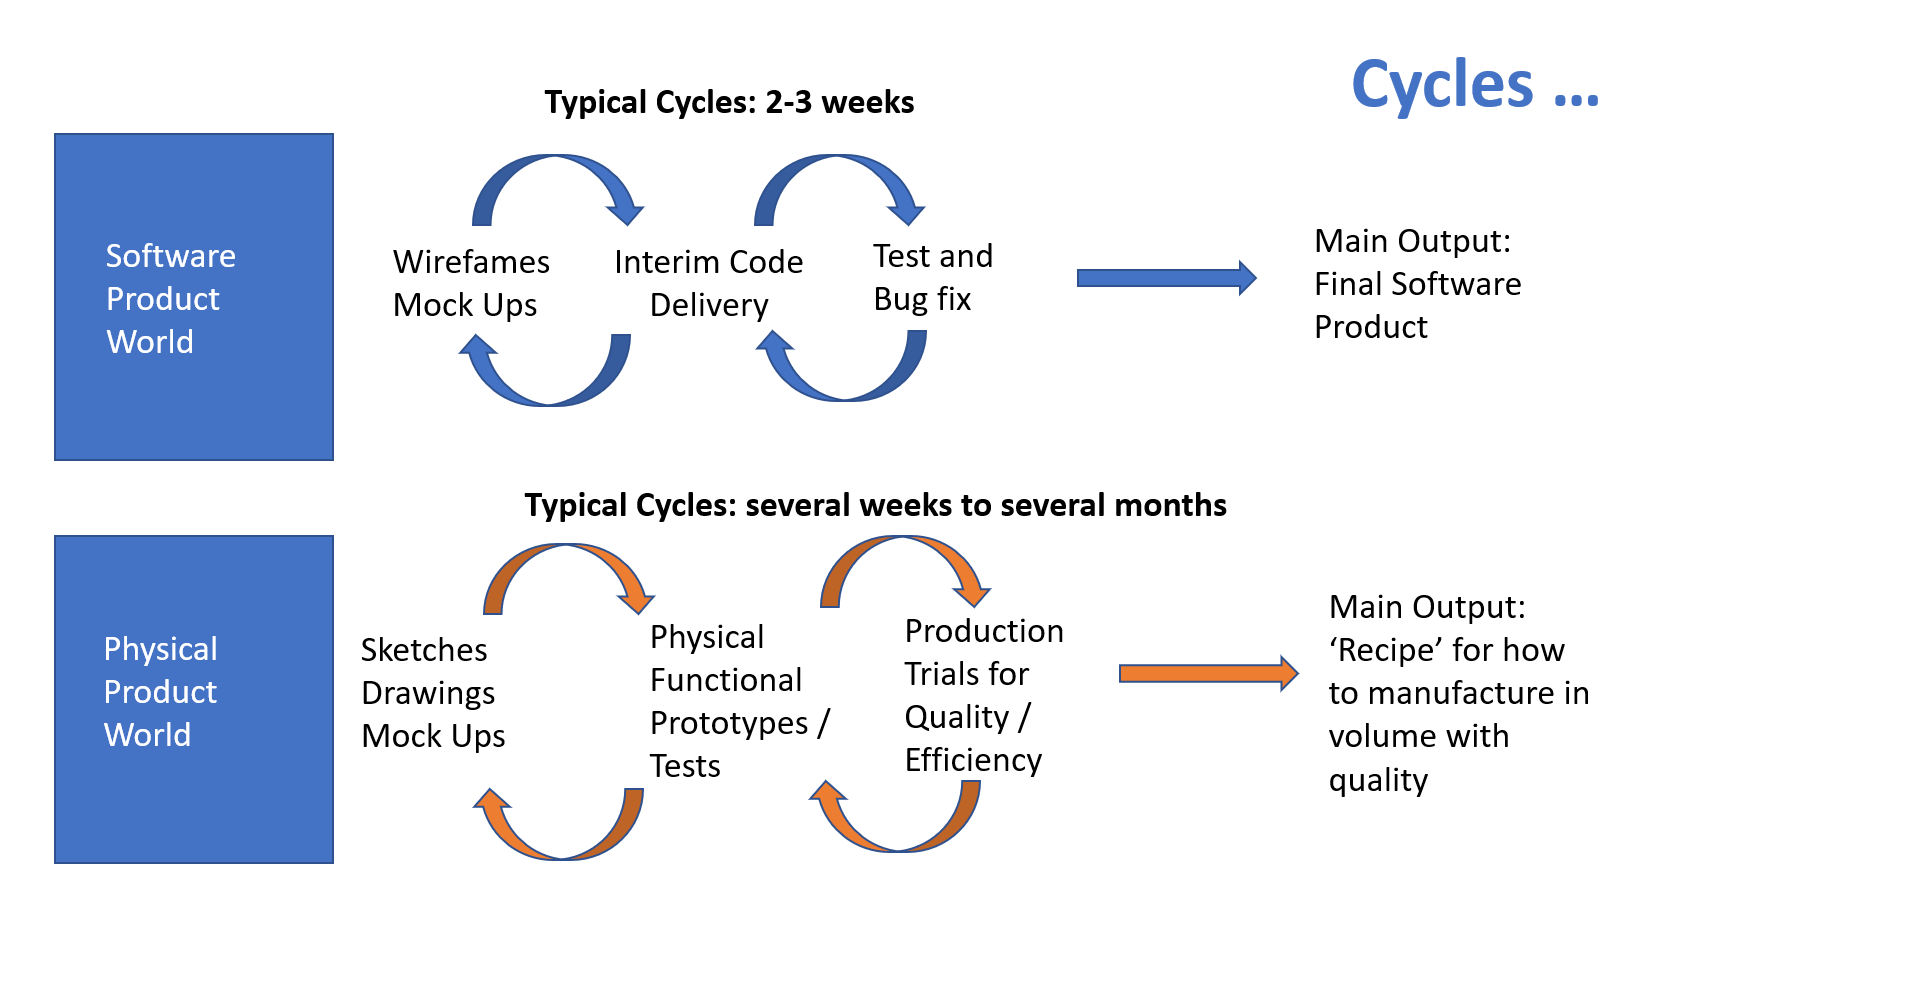 Cycles ...
Typical Cycles: 2-3 weeks
Software
Product
World
Wirefames
Mock Ups
Interim Code
Delivery
Test and
Bug fix
Main Output:
Final Software
Product
Typical Cycles: several weeks to several months
Physical
Product
World
Sketches
Drawings
Mock Ups
Physical
Functional
Prototypes /
Tests
Production
Trials for
Quality /
Efficiency
Main Output:
‘Recipe’ for how
to manufacture in
volume with
quality